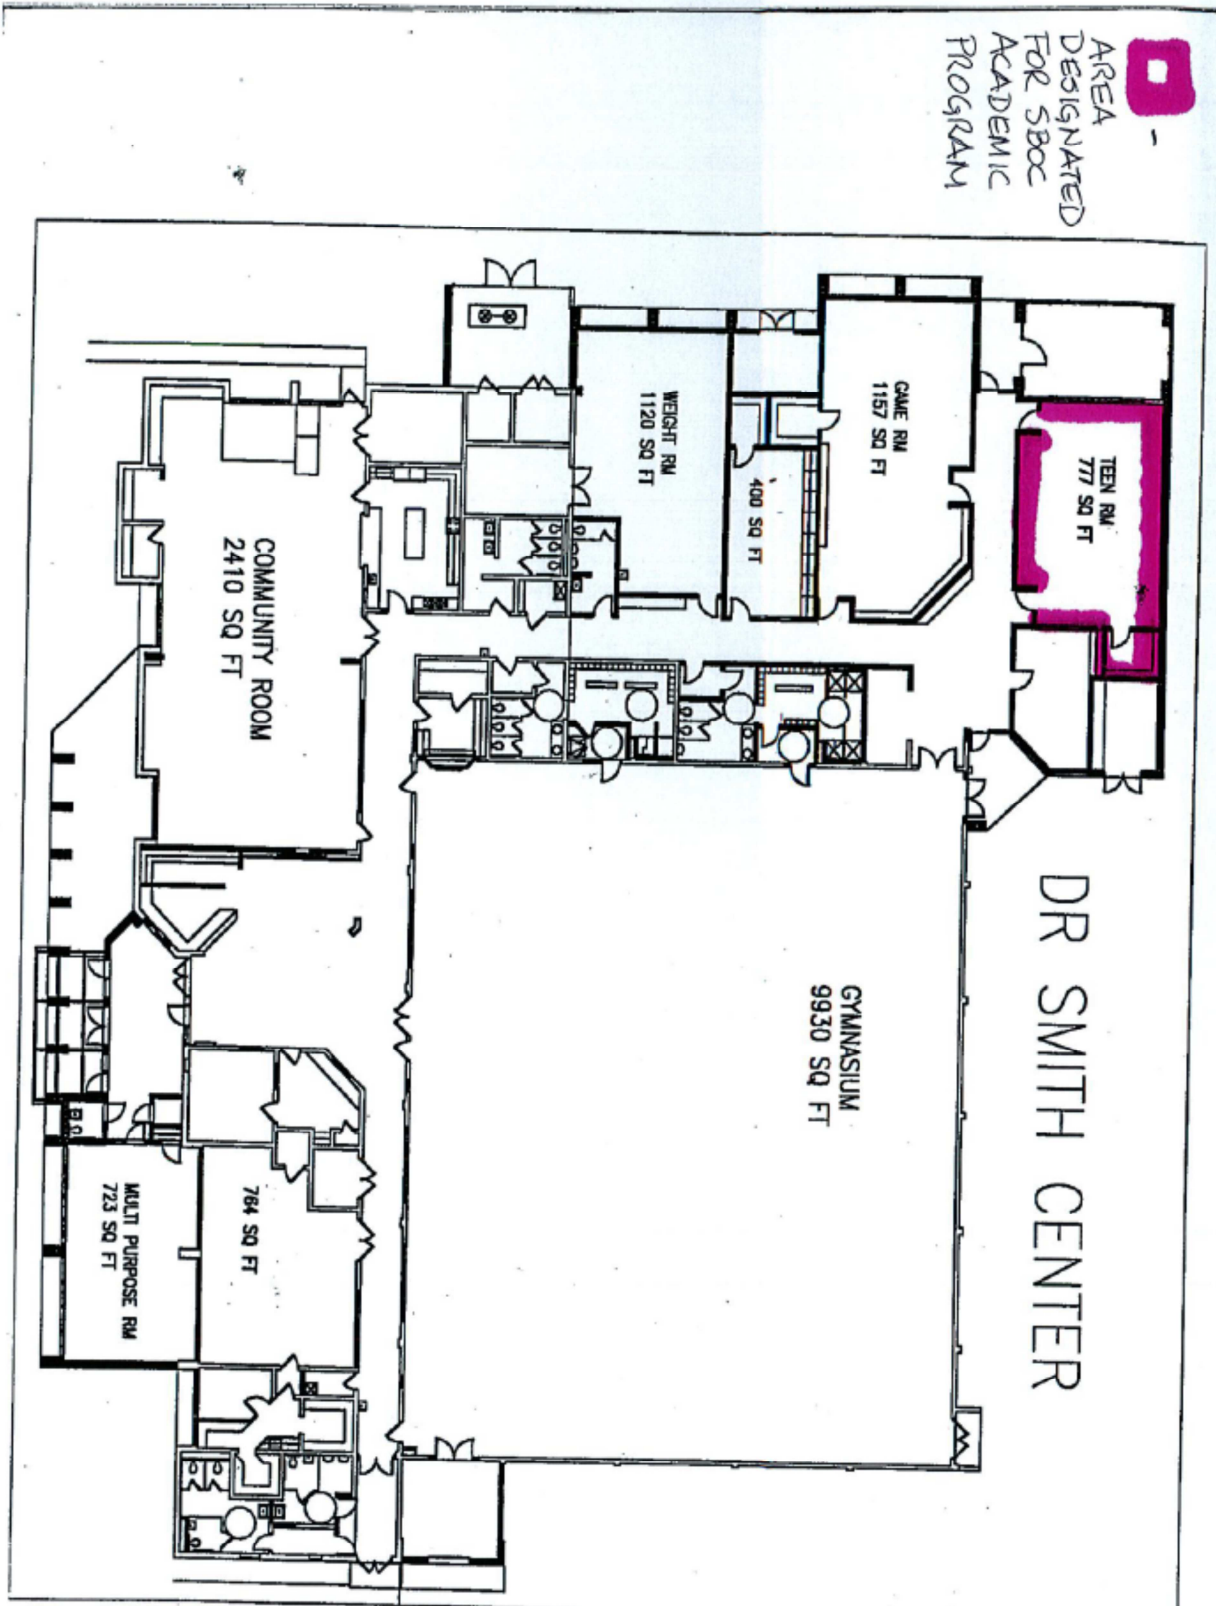 AREA
DESIGNATED
FOR SBOC
ACADEMIC
PROGRAM
DR SMITH CENTER
TEEN RM
777 SQ FT
GAME RM
1157 SQ FT
400 SQ FT
WEIGHT RM
1120 SQ FT
COMMUNITY ROOM
2410 SQ FT
GYMNASIUM
9930 SQ FT
764 SQ FT
MULTI PURPOSE RM
723 SQ FT